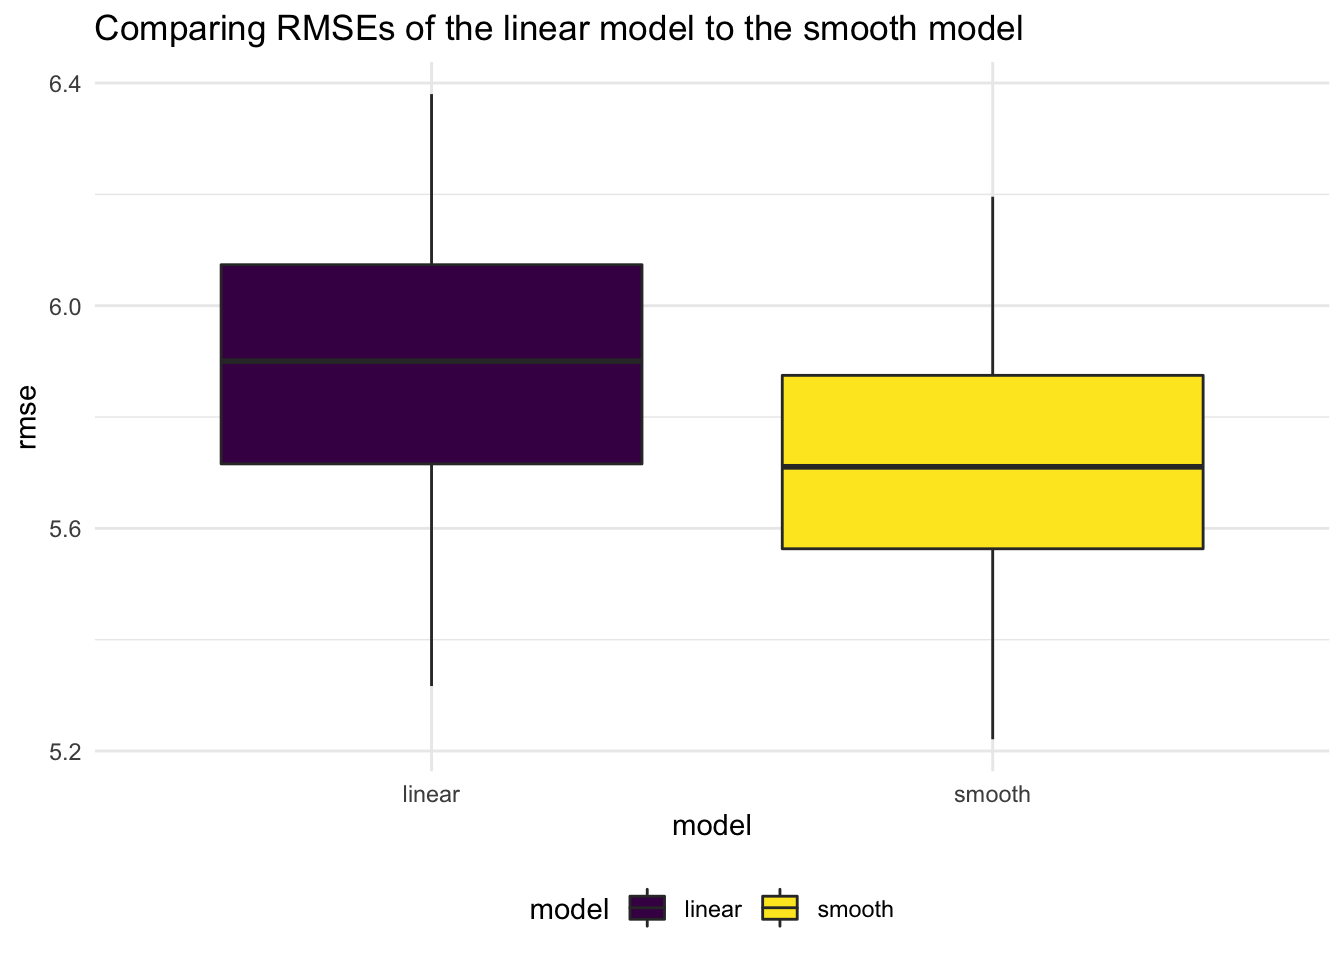 Comparing RMSEs of the linear model to the smooth model
6.4
6.0
5.6
5.2
rmse
linear smooth
model
model linear smooth